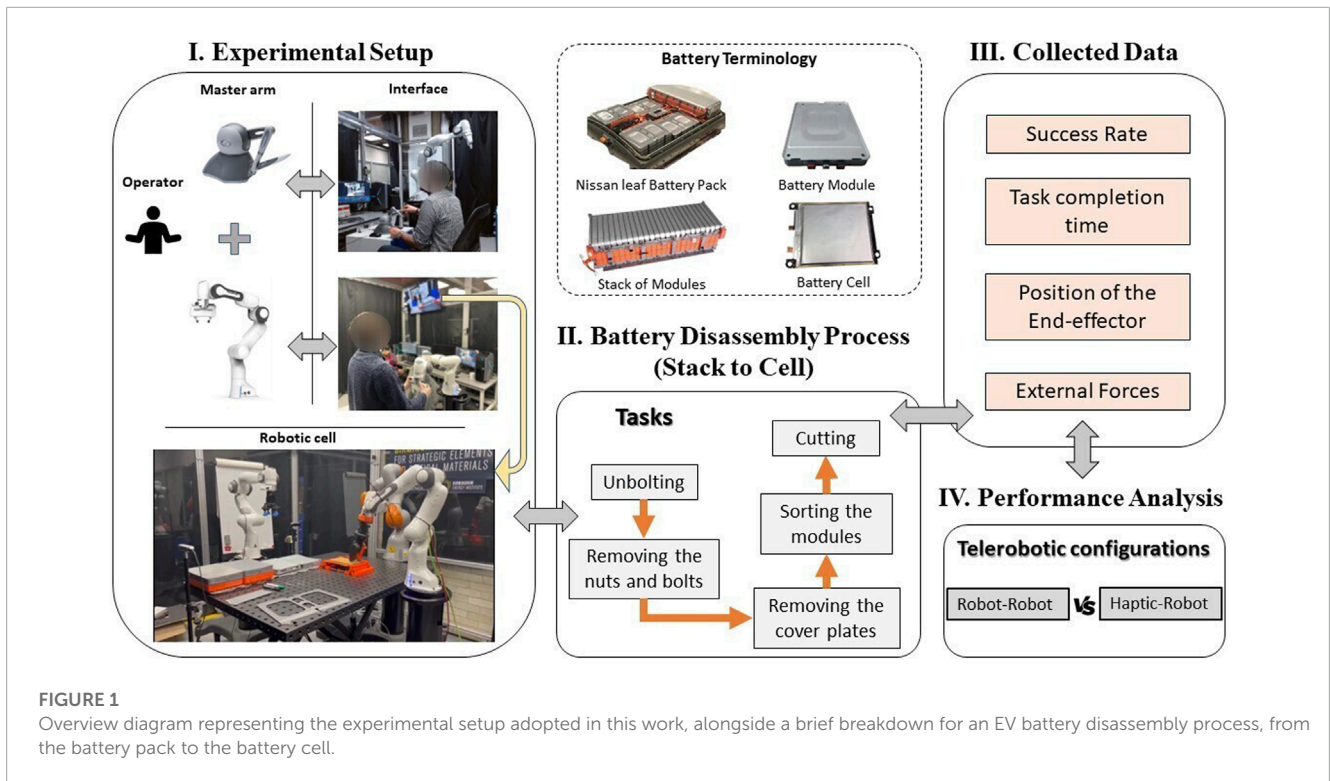 I. Experimental Setup
Master arm
Interface
Operator
Robotic cell
FOR STRATEGIC ELEMENTS
MATERIALS
Battery Terminology
Nissan leaf Battery Pack
Battery Module
Stack of Modules
Battery Cell
II. Battery Disassembly Process
(Stack to Cell)
Tasks
Unbolting
Removing the
nuts and bolts
Removing the
cover plates
Sorting the
modules
Cutting
III. Collected Data
Success Rate
Task completion
time
Position of the
End-effector
External Forces
IV. Performance Analysis
Telerobotic configurations
Robot-Robot VS Haptic-Robot
FIGURE 1
Overview diagram representing the experimental setup adopted in this work, alongside a brief breakdown for an EV battery disassembly process, from
the battery pack to the battery cell.